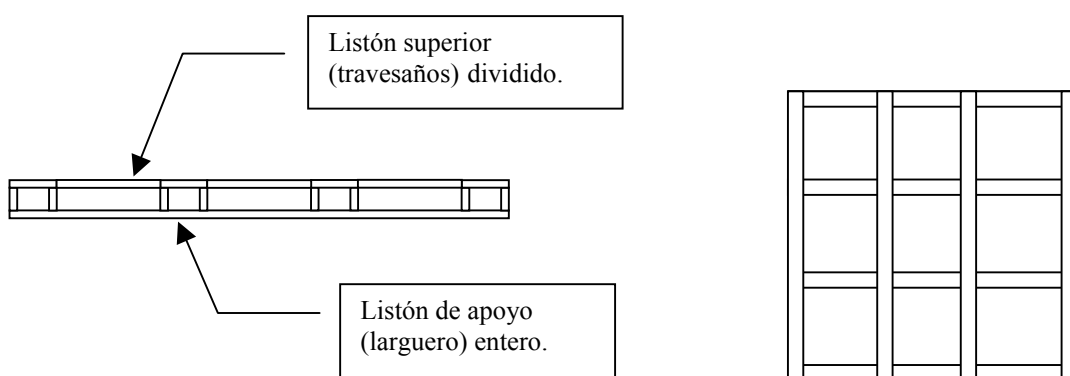 Listón superior
(travesaños) dividido.
Listón de apoyo
(larguero) entero.